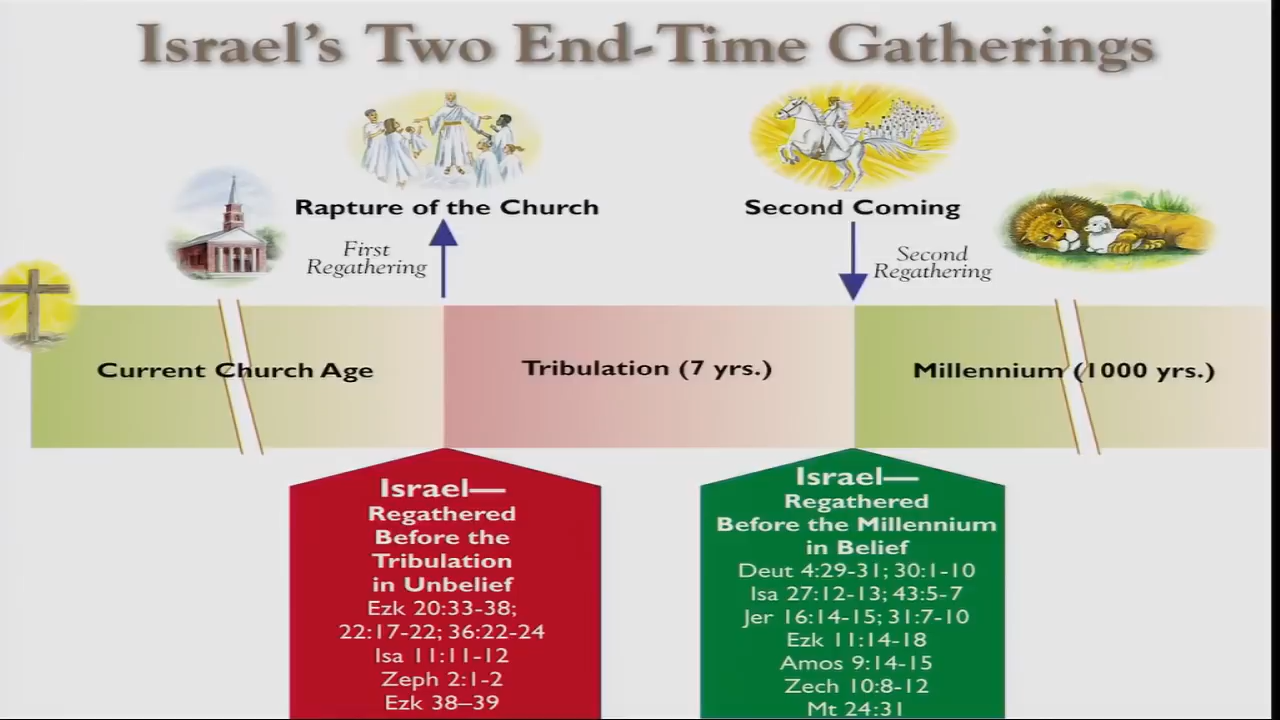 Israel's Two End-Time Gatherings
Rapture of the Church
Second Coming
First
Regathering
Second
Regathering
Current Church Age
Tribulation (7 yrs.)
Millennium (1000 yrs.)
Israel—
Regathered
Before the
Tribulation
in Unbelief
Ezk 20:33-38;
22:17-22; 36:22-24
Isa 11:11-12
Zeph 2:1-2
Ezk 38–39
Israel—
Regathered
Before the Millennium
in Belief
Deut 4:29-31; 30:1-10
Isa 27:12-13; 43:5-7
Jer 16:14-15; 31:7-10
Ezk 11:14-18
Amos 9:14-15
Zech 10:8-12
Mt 24:31